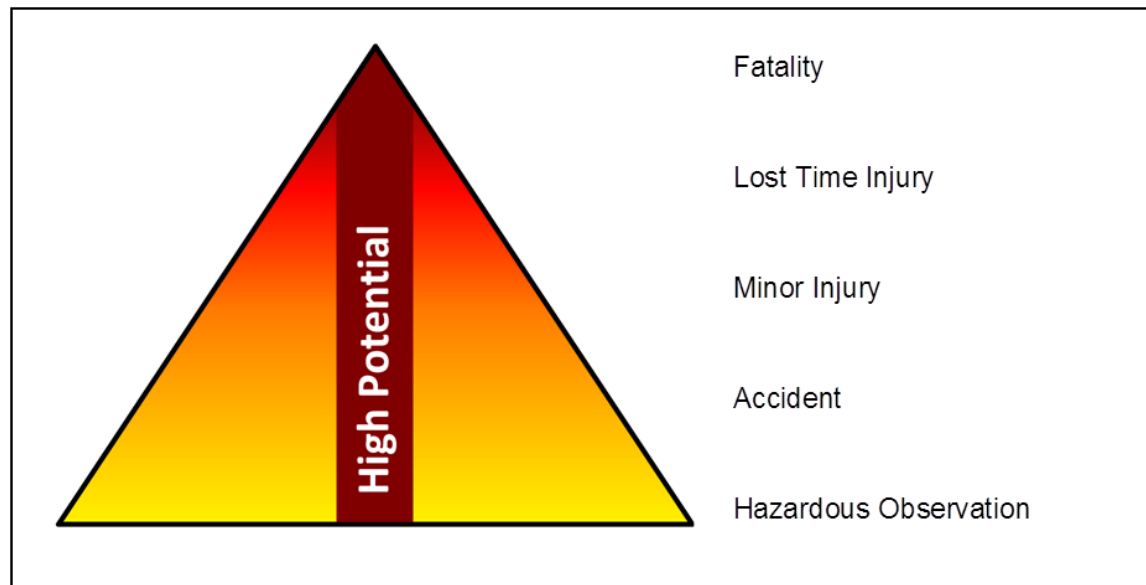 Fatality
Lost Time Injury
Minor Injury
Accident
Hazardous Observation
High Potential